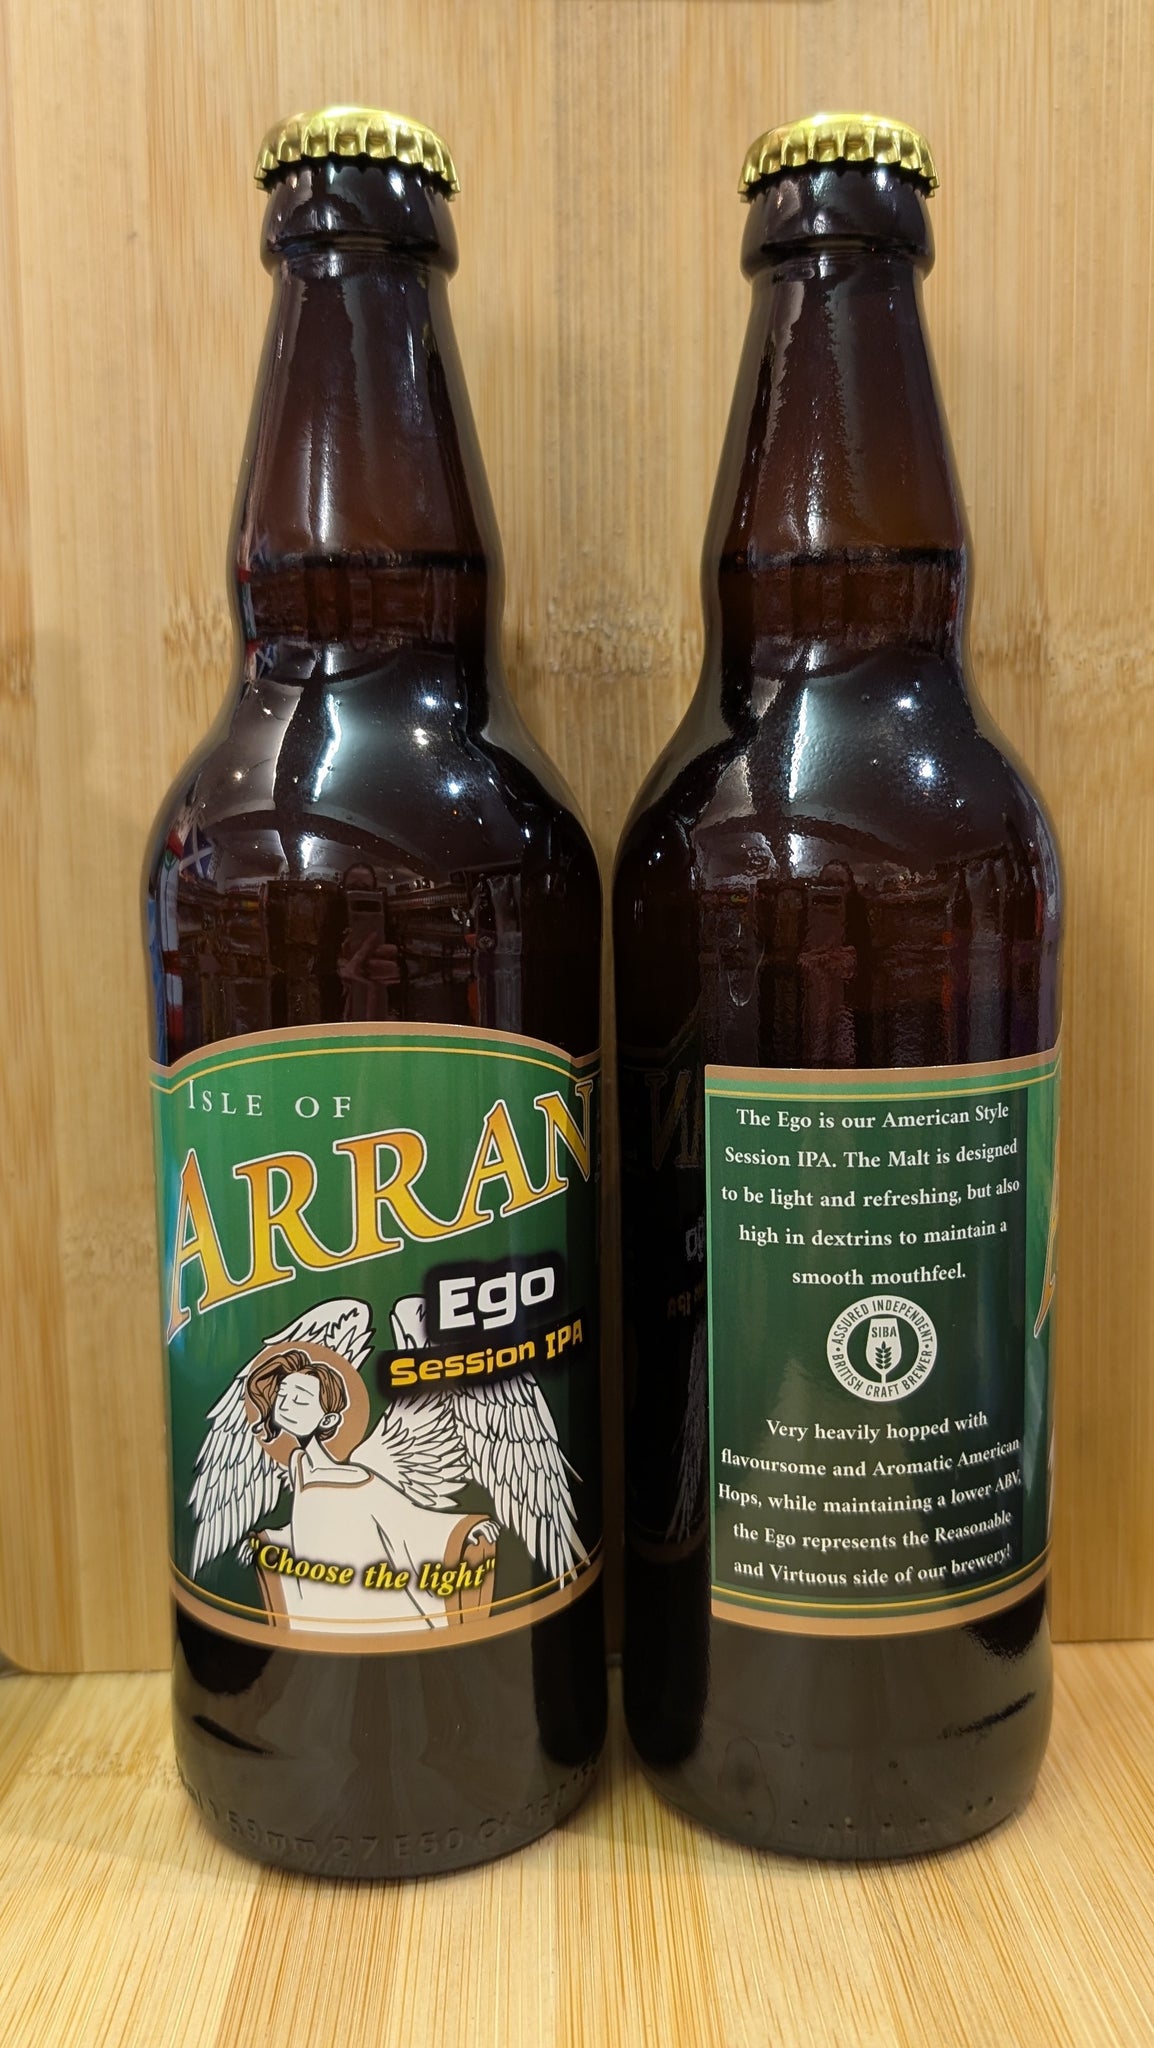 ISLE OF
ARRAN
Ego
Session IPA
"Choose the light"
The Ego is our American Style
Session IPA. The Malt is designed
to be light and refreshing, but also
high in dextrins to maintain a
smooth mouthfeel.
ASSURED INDEPENDENT
SIBA
BRITISH CRAFT BREWER
Very heavily hopped with
flavoursome and Aromatic American
Hops, while maintaining a lower ABV,
the Ego represents the Reasonable
and Virtuous side of our brewery!
69mm 27 E50